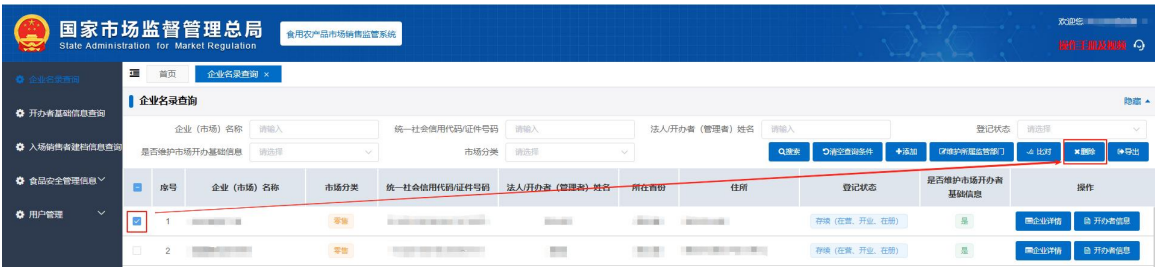 国家市场监督管理总局
State Administration for Market Regulation
食用农产品市场销售监管系统
欢迎您
操作手册及视频
企业名录查询
开办者基础信息查询
入场销售者建档信息查询
食品安全管理信息
用户管理
首页 企业名录查询 ×
企业名录查询 隐藏
企业（市场）名称 请输入 统一社会信用代码/证件号码 请输入 法人/开办者（管理者）姓名 请输入 登记状态 请选择
是否维护市场开办基础信息 请选择 市场分类 请选择 搜索 清空查询条件 +添加 维护所属监管部门 比对 ×删除 导出
序号 企业（市场）名称 市场分类 统一社会信用代码/证件号码 法人/开办者（管理者）姓名 所在省份 住所 登记状态 是否维护市场开办者基础信息 操作
1 零售 存续（在营、开业、在册） 是 企业详情 开办者信息
2 零售 存续（在营、开业、在册） 是 企业详情 开办者信息